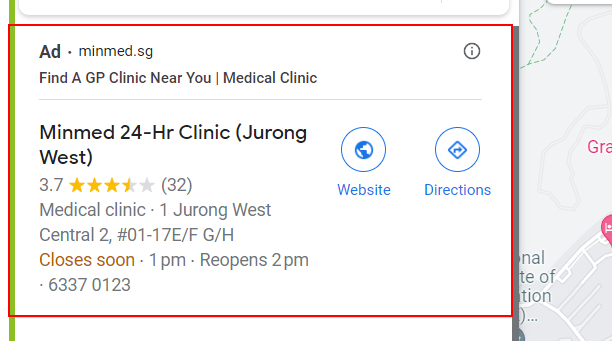 Ad · minmed.sg
Find A GP Clinic Near You | Medical Clinic
Minmed 24-Hr Clinic (Jurong
West)
3.7 (32)
Website
Directions
Medical clinic · 1 Jurong West
Central 2, #01-17E/F G/H
Closes soon · 1 pm · Reopens 2 pm
· 6337 0123
Gra
nal
te of
tion
)...